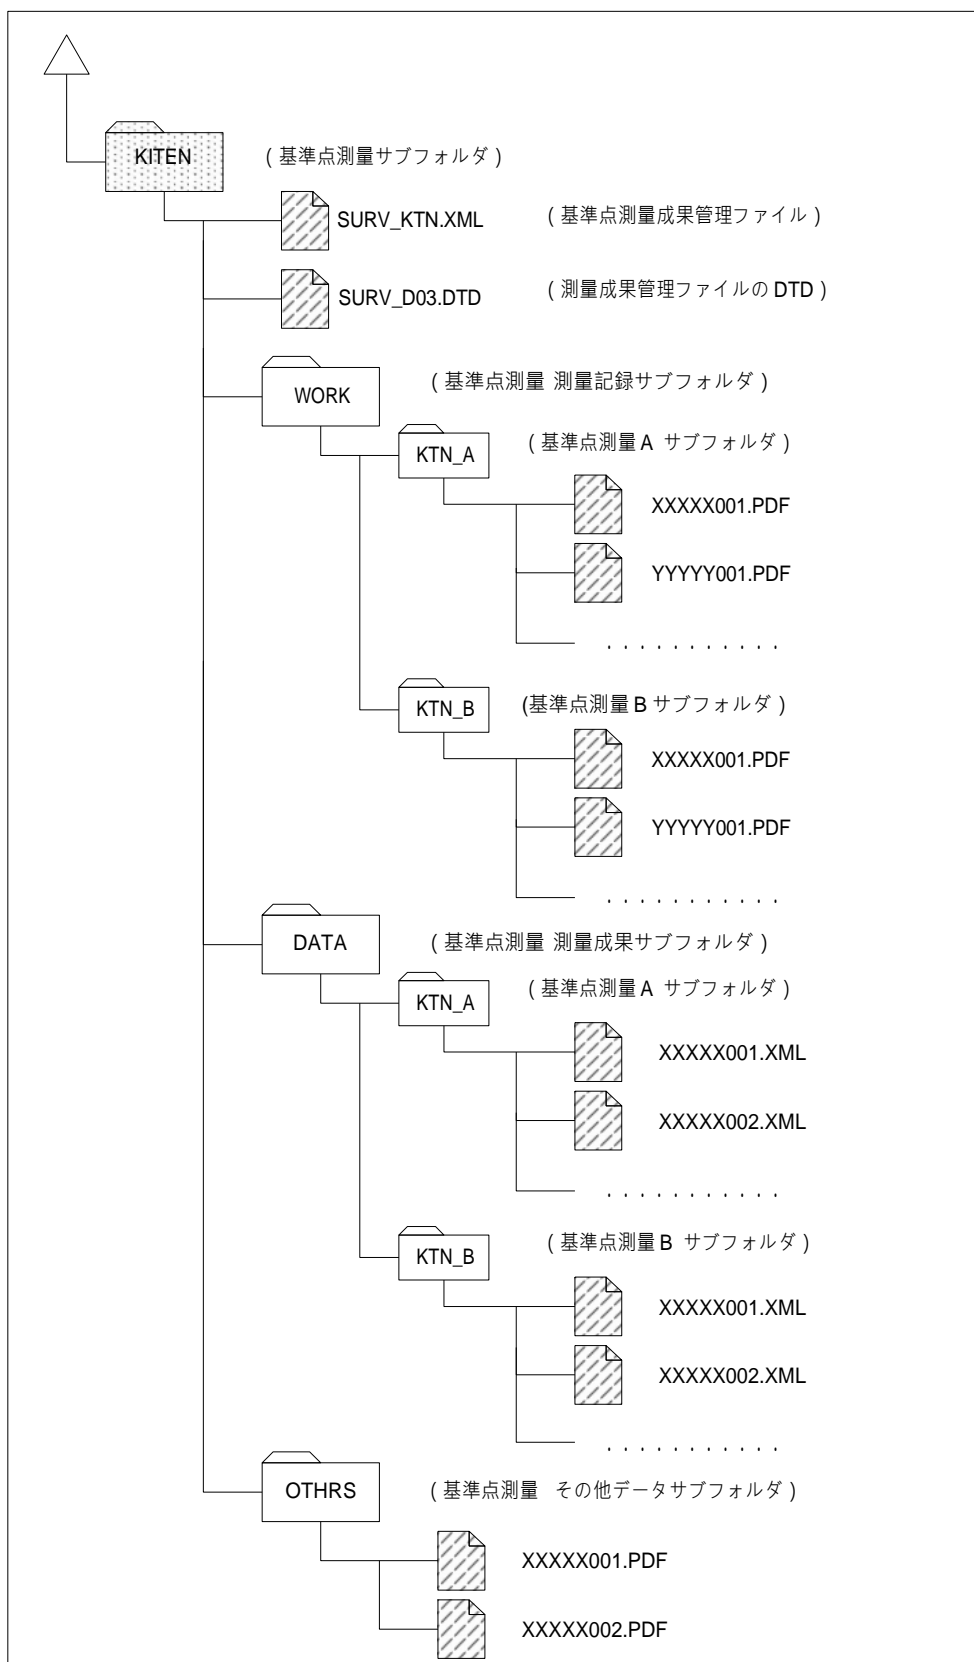 KITEN (基準点測量サブフォルダ)
SURV_KTN.XML (基準点測量成果管理ファイル)
SURV_D03.DTD (測量成果管理ファイルの DTD)
WORK (基準点測量 測量記録サブフォルダ)
KTN_A (基準点測量 A サブフォルダ)
XXXXX001.PDF
YYYYY001.PDF
. . . . . . . . . . .
KTN_B (基準点測量 B サブフォルダ)
XXXXX001.PDF
YYYYY001.PDF
. . . . . . . . . . .
DATA (基準点測量 測量成果サブフォルダ)
KTN_A (基準点測量 A サブフォルダ)
XXXXX001.XML
XXXXX002.XML
. . . . . . . . . . .
KTN_B (基準点測量 B サブフォルダ)
XXXXX001.XML
XXXXX002.XML
. . . . . . . . . . .
OTHRS (基準点測量 その他データサブフォルダ)
XXXXX001.PDF
XXXXX002.PDF